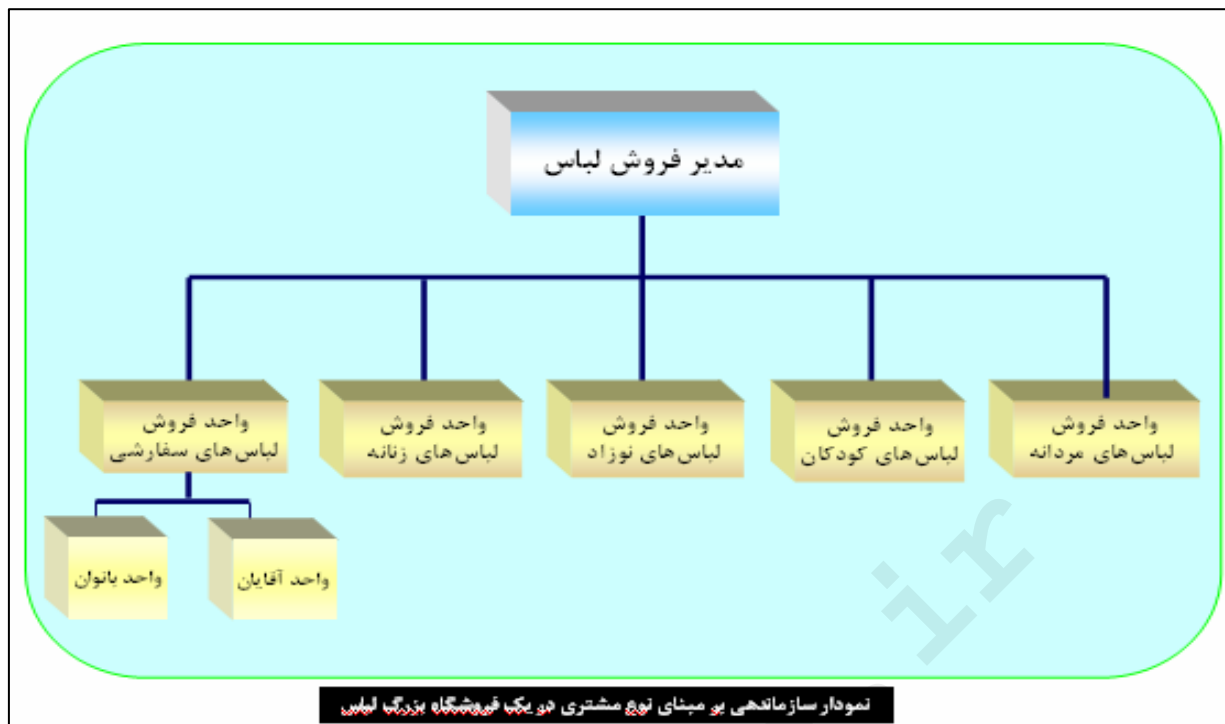 مدیر فروش لباس
واحد فروش
لباس‌های مردانه
واحد فروش
لباس‌های کودکان
واحد فروش
لباس‌های نوزاد
واحد فروش
لباس‌های زنانه
واحد فروش
لباس‌های سفارشی
واحد آقایان
واحد بانوان
ir
نمودار سازماندهی بر مبنای نوع مشتری در یک فروشگاه بزرگ لباس